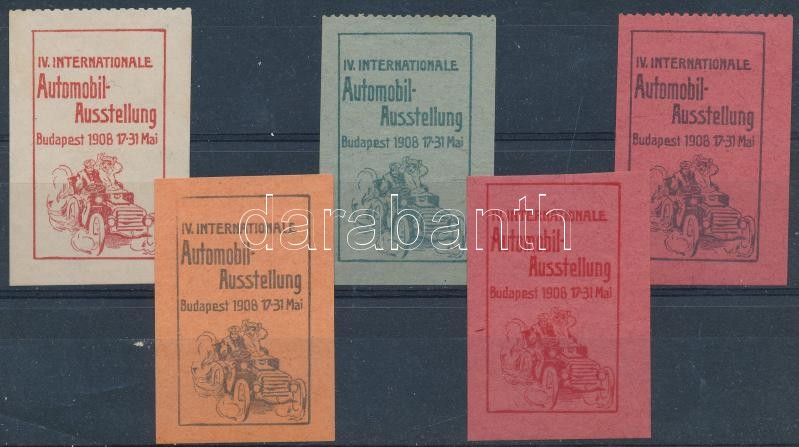 IV. INTERNATIONALE
Automobil-
Ausstellung
Budapest 1908 17-31 Mai
IV. INTERNATIONALE
Automobil-
Ausstellung
Budapest 1908 17-31 Mai
IV. INTERNATIONALE
Automobil-
Ausstellung
Budapest 1908 17-31 Mai
IV. INTERNATIONALE
Automobil-
Ausstellung
Budapest 1908 17-31 Mai
IV. INTERNATIONALE
Automobil-
Ausstellung
Budapest 1908 17-31 Mai
darabanth